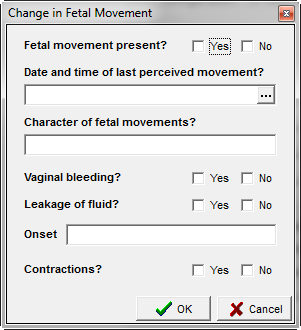 Change in Fetal Movement
Fetal movement present? Yes No
Date and time of last perceived movement?
...
Character of fetal movements?
Vaginal bleeding? Yes No
Leakage of fluid? Yes No
Onset
Contractions? Yes No
OK Cancel